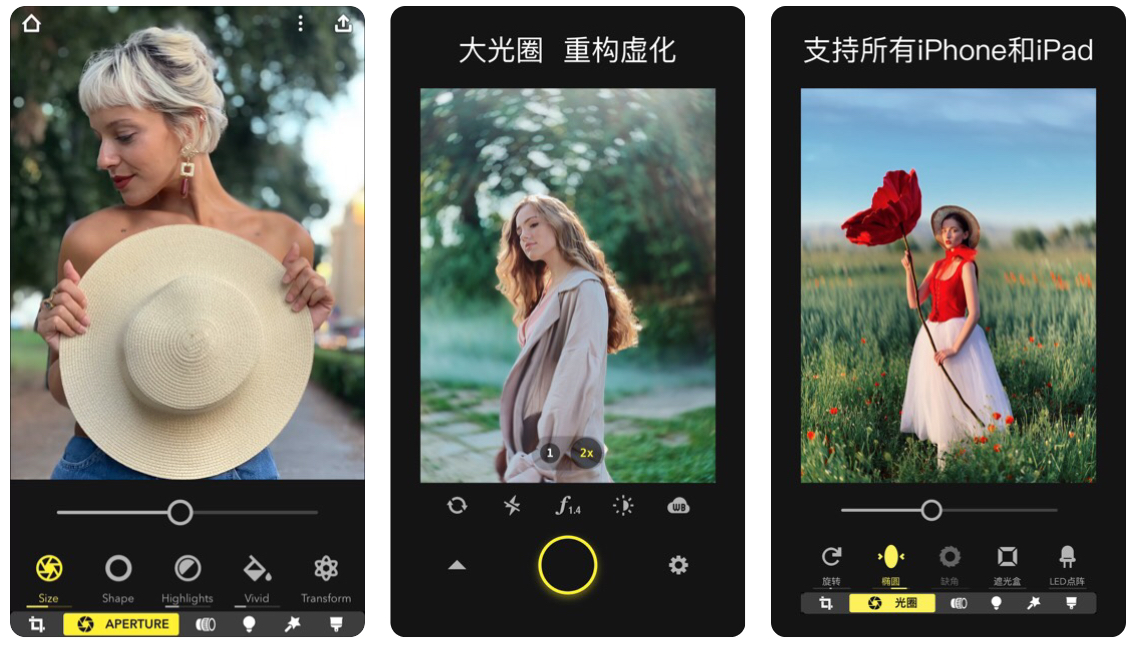 Size
Shape
Highlights
Vivid
Transform
APERTURE
大光圈 重构虚化
1
2x
f1.4
WB
支持所有iPhone和iPad
旋转
椭圆
缺角
遮光盒
LED点阵
光圈